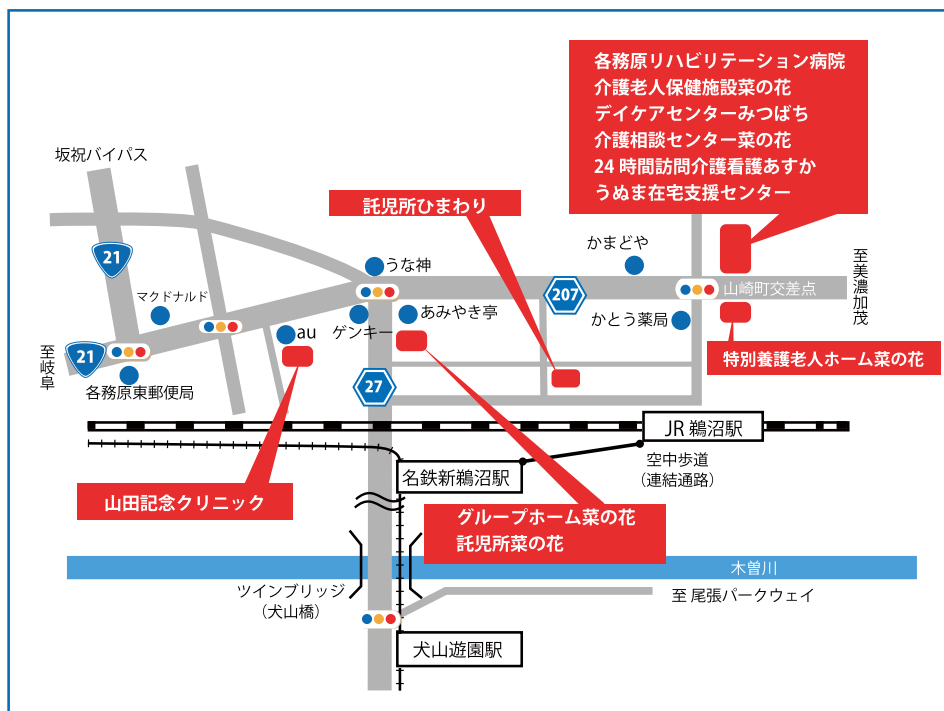 各務原リハビリテーション病院
介護老人保健施設菜の花
デイケアセンターみつばち
介護相談センター菜の花
24時間訪問介護看護あすか
うぬま在宅支援センター
坂祝バイパス
託児所ひまわり
かまどや
21
うな神
至美濃加茂
207
山崎町交差点
マクドナルド
あみやき亭
かとう薬局
ゲンキー
au
至岐阜
21
特別養護老人ホーム菜の花
27
各務原東郵便局
JR 鵜沼駅
空中歩道
(連結通路)
名鉄新鵜沼駅
山田記念クリニック
グループホーム菜の花
託児所菜の花
木曽川
ツインブリッジ
(犬山橋)
至 尾張パークウェイ
犬山遊園駅